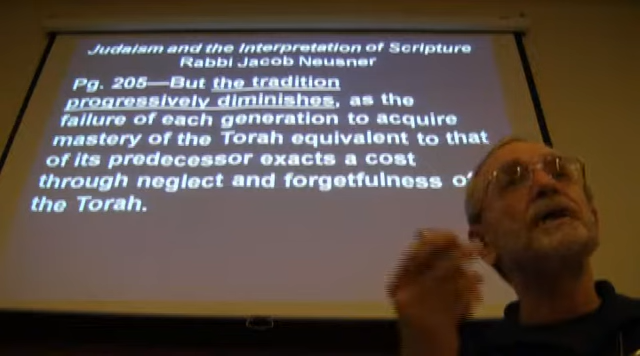 Judaism and the Interpretation of Scripture
Rabbi Jacob Neusner
Pg. 205—But the tradition
progressively diminishes, as the
failure of each generation to acquire
mastery of the Torah equivalent to that
of its predecessor exacts a cost
through neglect and forgetfulness of
the Torah.